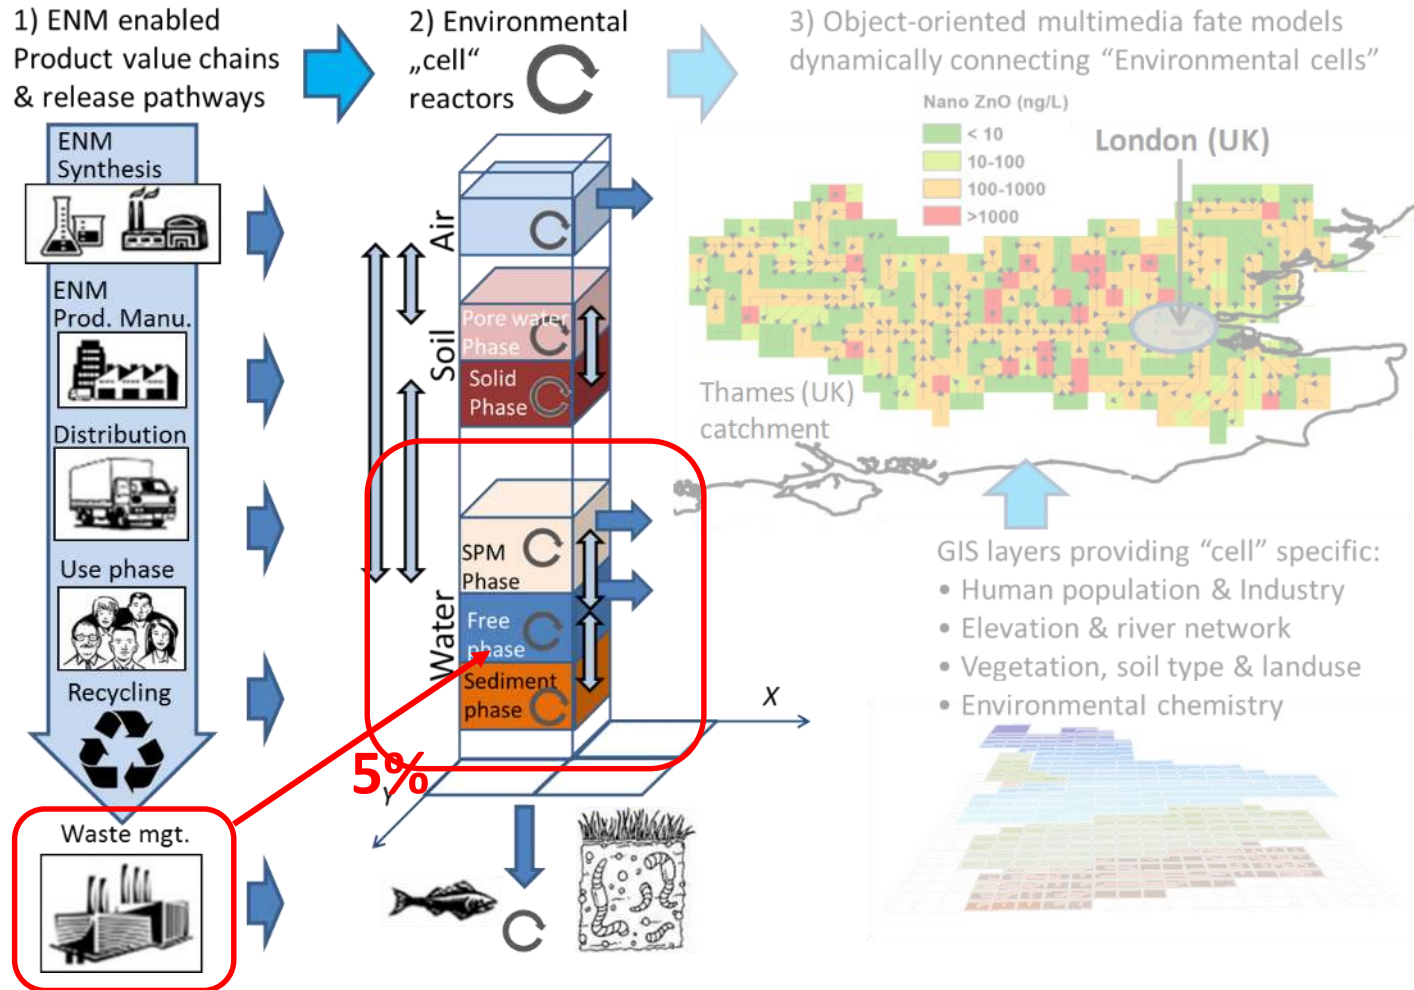 1) ENM enabled
Product value chains
& release pathways
ENM
Synthesis
ENM
Prod. Manu.
Distribution
Use phase
Recycling
Waste mgt.
2) Environmental
„cell“
reactors
Air
Soil
Pore water
Phase
Solid
Phase
Water
SPM
Phase
Free
phase
Sediment
phase
X
Y
5%
3) Object-oriented multimedia fate models
dynamically connecting “Environmental cells”
Nano ZnO (ng/L)
< 10
10-100
100-1000
>1000
London (UK)
Thames (UK)
catchment
GIS layers providing “cell” specific:
• Human population & Industry
• Elevation & river network
• Vegetation, soil type & landuse
• Environmental chemistry